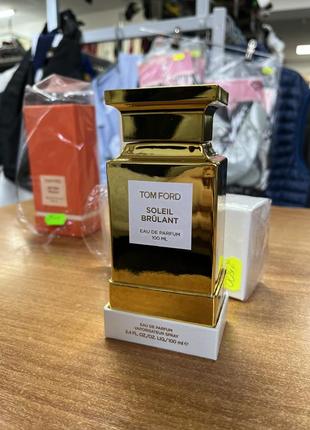 TOM FORD
SOLEIL
BRÛLANT
EAU DE PARFUM
100 ML
EAU DE PARFUM
VAPORISATEUR SPRAY
3,4 FL.OZ./OZ. LIQ./100 ml ℮